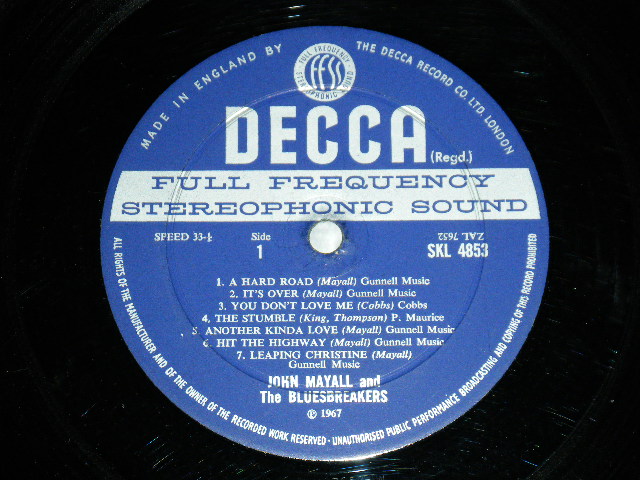 MADE IN ENGLAND BY
THE DECCA RECORD CO. LTD. LONDON
FULL FREQUENCY
STEREOPHONIC SOUND
DECCA
(Regd.)
FULL FREQUENCY
STEREOPHONIC SOUND
SPEED 33⅓
Side
1
ZAL 7652
SKL 4853
1. A HARD ROAD (Mayall) Gunnell Music
2. IT'S OVER (Mayall) Gunnell Music
3. YOU DON'T LOVE ME (Cobbs) Cobbs
4. THE STUMBLE (King, Thompson) P. Maurice
5. ANOTHER KINDA LOVE (Mayall) Gunnell Music
6. HIT THE HIGHWAY (Mayall) Gunnell Music
7. LEAPING CHRISTINE (Mayall)
Gunnell Music
JOHN MAYALL and
The BLUESBREAKERS
℗ 1967
ALL RIGHTS OF THE MANUFACTURER AND OF THE OWNER OF THE RECORDED WORK RESERVED - UNAUTHORISED PUBLIC PERFORMANCE BROADCASTING AND COPYING OF THIS RECORD PROHIBITED